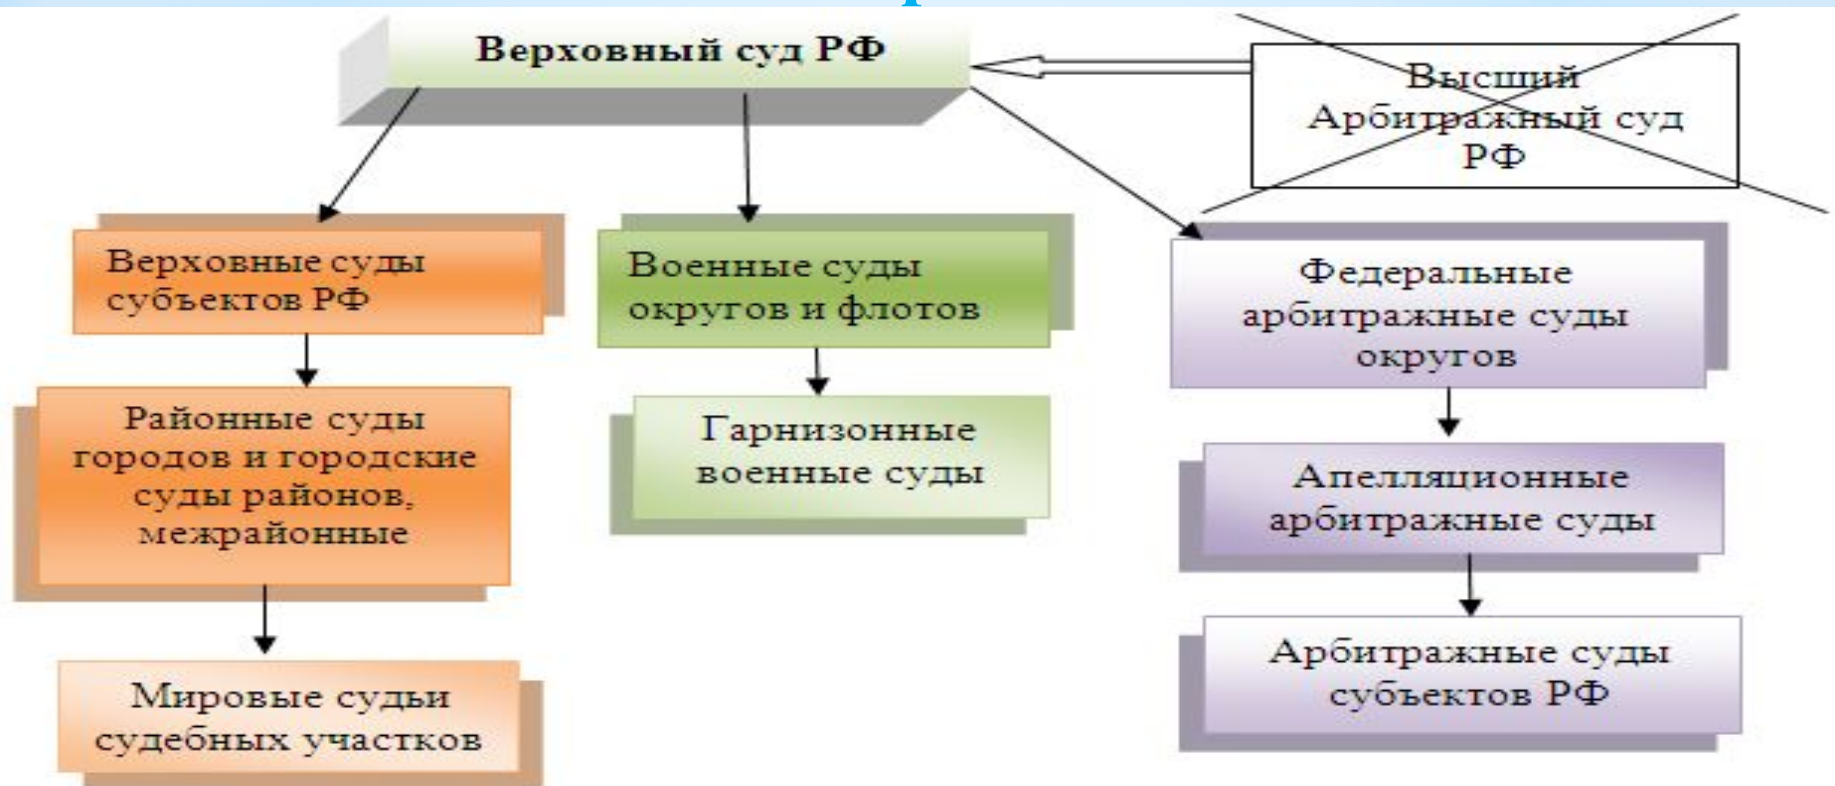 Верховный суд РФ
Высший
Арбитражный суд
РФ
Верховные суды
субъектов РФ
Военные суды
округов и флотов
Федеральные
арбитражные суды
округов
Районные суды
городов и городские
суды районов,
межрайонные
Гарнизонные
военные суды
Апелляционные
арбитражные суды
Мировые судьи
судебных участков
Арбитражные суды
субъектов РФ